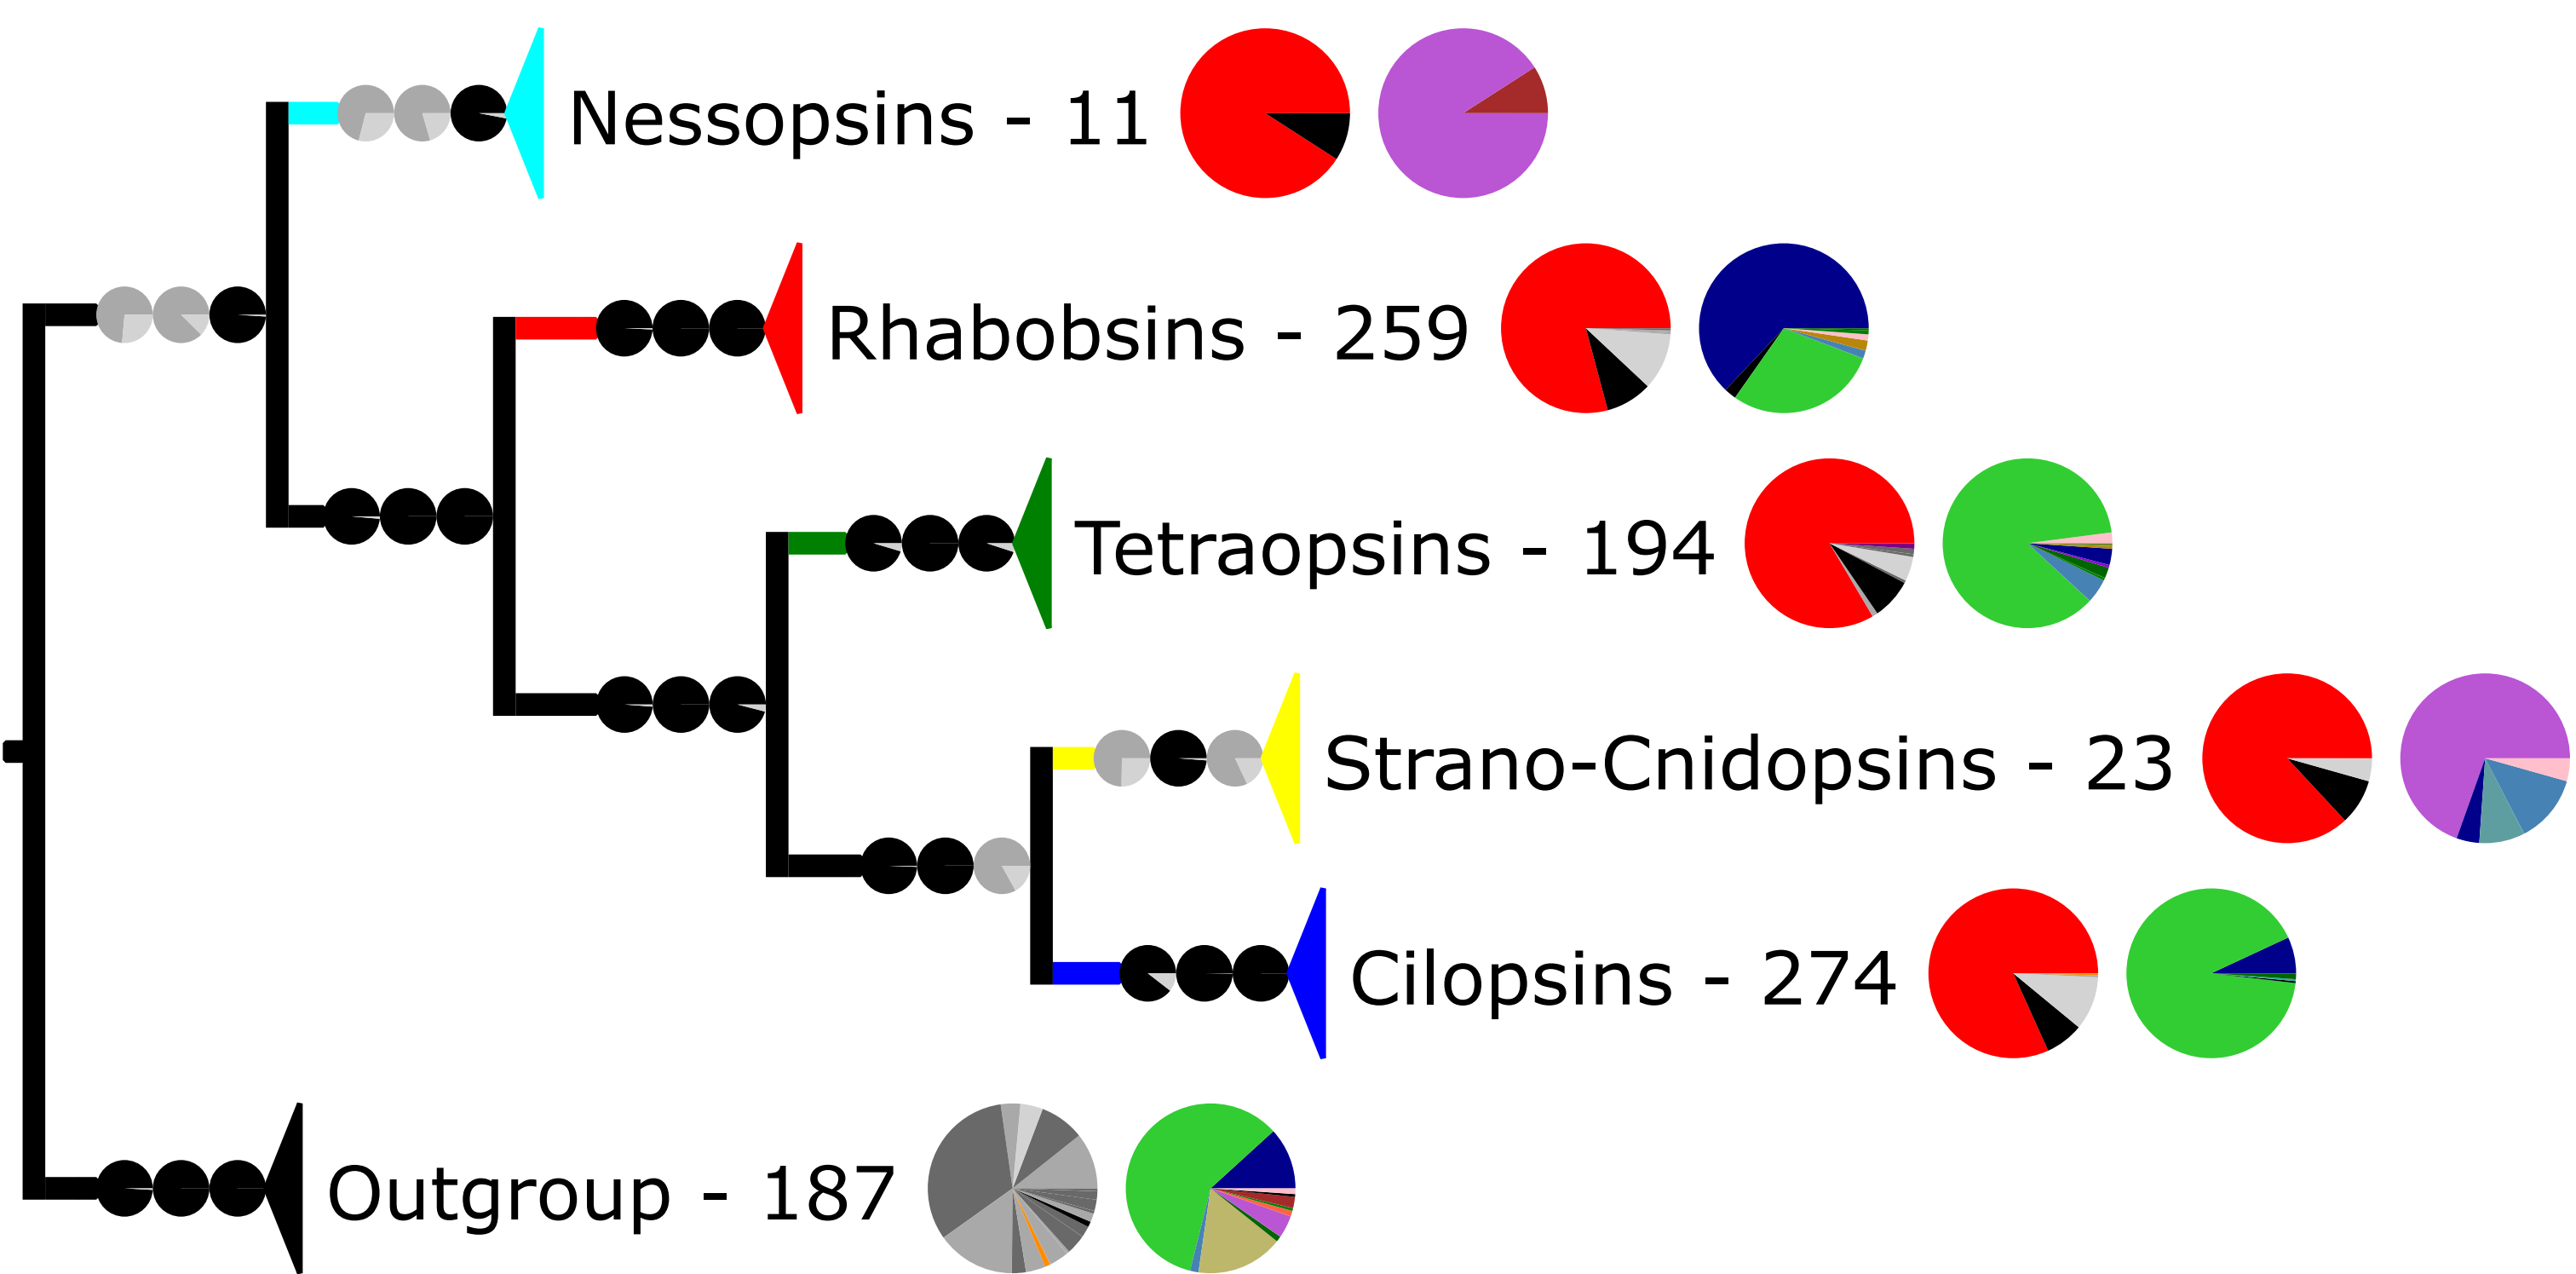 Nessopsins - 11
Rhabobsins - 259
Tetraopsins - 194
Strano-Cnidopsins - 23
Cilopsins - 274
Outgroup - 187